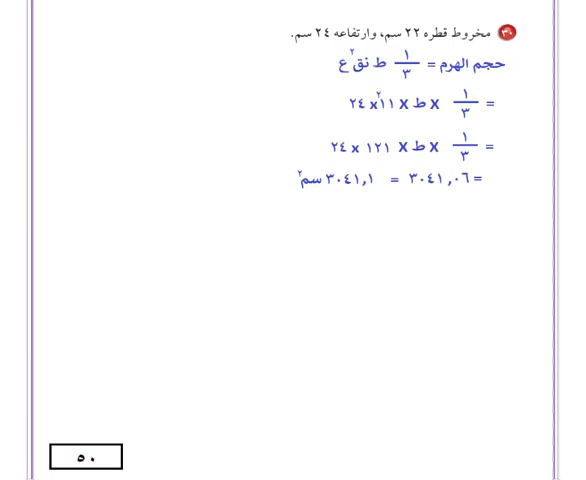 ٣٠ مخروط قطره ٢٢ سم، وارتفاعه ٢٤ سم.
حجم الهرم = ١/٣ ط نق٢ ع
= ١/٣ X ط X ١١٢ x ٢٤
= ١/٣ X ط X ١٢١ x ٢٤
= ٣٠٤١,٠٦ = ٣٠٤١,١ سم٢
٥٠